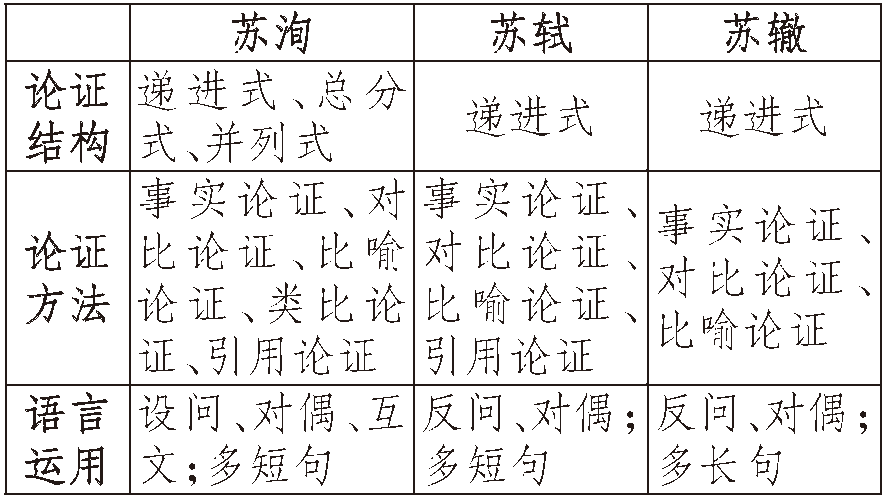 苏洵 苏轼 苏辙
论证结构
递进式、总分式、并列式
递进式
递进式
论证方法
事实论证、对比论证、比喻论证、类比论证、引用论证
事实论证、对比论证、比喻论证、引用论证
事实论证、对比论证、比喻论证
语言运用
设问、对偶、互文;多短句
反问、对偶;多短句
反问、对偶;多长句